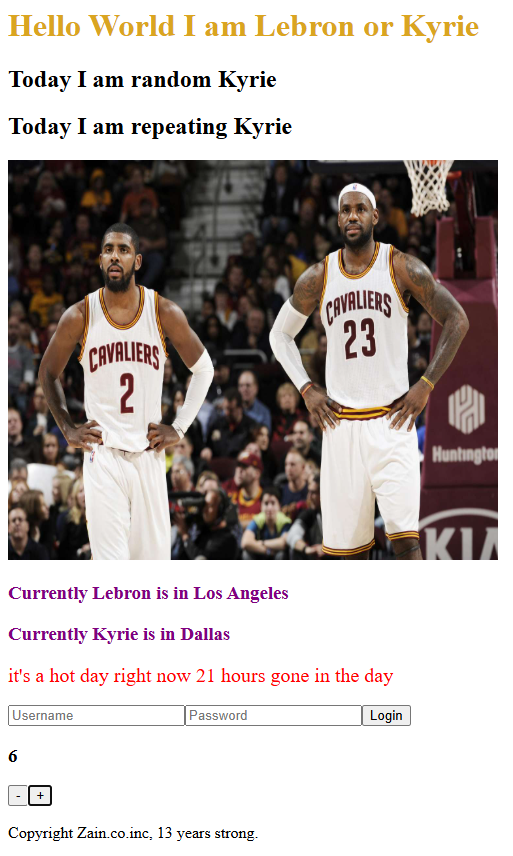 Hello World I am Lebron or Kyrie
Today I am random Kyrie
Today I am repeating Kyrie
CAVALIERS
2
CAVALIERS
23
Huntington
KIA
Currently Lebron is in Los Angeles
Currently Kyrie is in Dallas
it's a hot day right now 21 hours gone in the day
Username Password Login
6
- +
Copyright Zain.co.inc, 13 years strong.